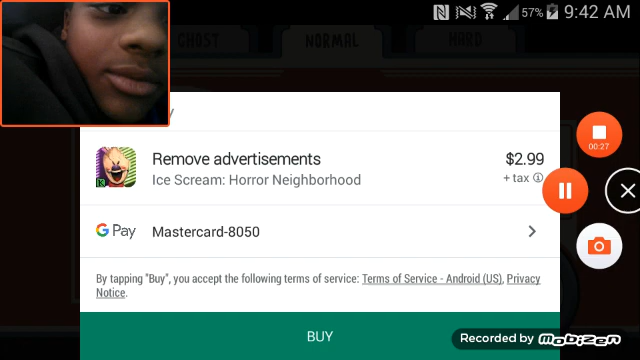 57% 9:42 AM
GHOST NORMAL HARD
Remove advertisements $2.99
Ice Scream: Horror Neighborhood + tax
G Pay Mastercard-8050
By tapping "Buy", you accept the following terms of service: Terms of Service - Android (US), Privacy
Notice.
BUY
00:27
Recorded by Mobizen